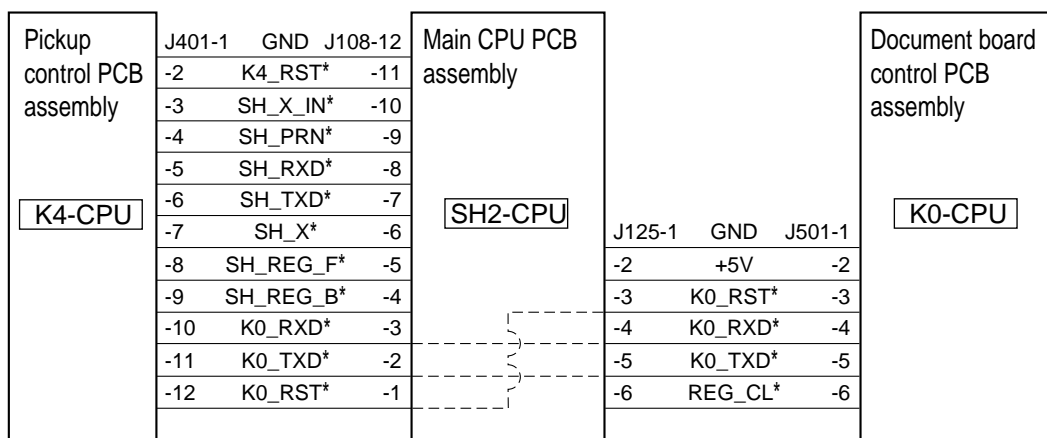 Pickup
control PCB
assembly
K4-CPU
J401-1 GND J108-12
-2 K4_RST* -11
-3 SH_X_IN* -10
-4 SH_PRN* -9
-5 SH_RXD* -8
-6 SH_TXD* -7
-7 SH_X* -6
-8 SH_REG_F* -5
-9 SH_REG_B* -4
-10 K0_RXD* -3
-11 K0_TXD* -2
-12 K0_RST* -1
Main CPU PCB
assembly
SH2-CPU
J125-1 GND J501-1
-2 +5V -2
-3 K0_RST* -3
-4 K0_RXD* -4
-5 K0_TXD* -5
-6 REG_CL* -6
Document board
control PCB
assembly
K0-CPU